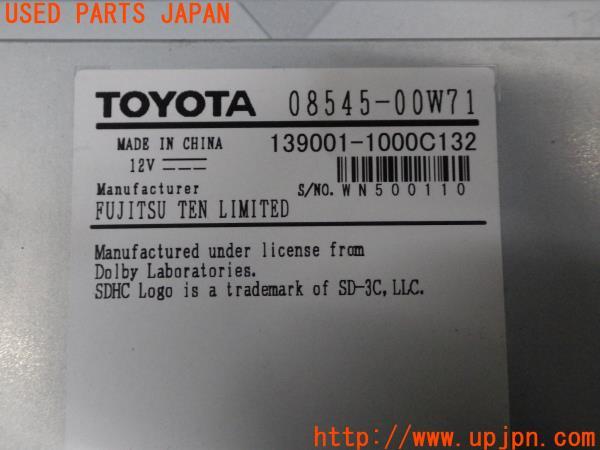 USED PARTS JAPAN
TOYOTA 08545-00W71
MADE IN CHINA 139001-1000C132
12V
Manufacturer S/NO. WN500110
FUJITSU TEN LIMITED
Manufactured under license from
Dolby Laboratories.
SDHC Logo is a trademark of SD-3C, LLC.
http://www.upjpn.com